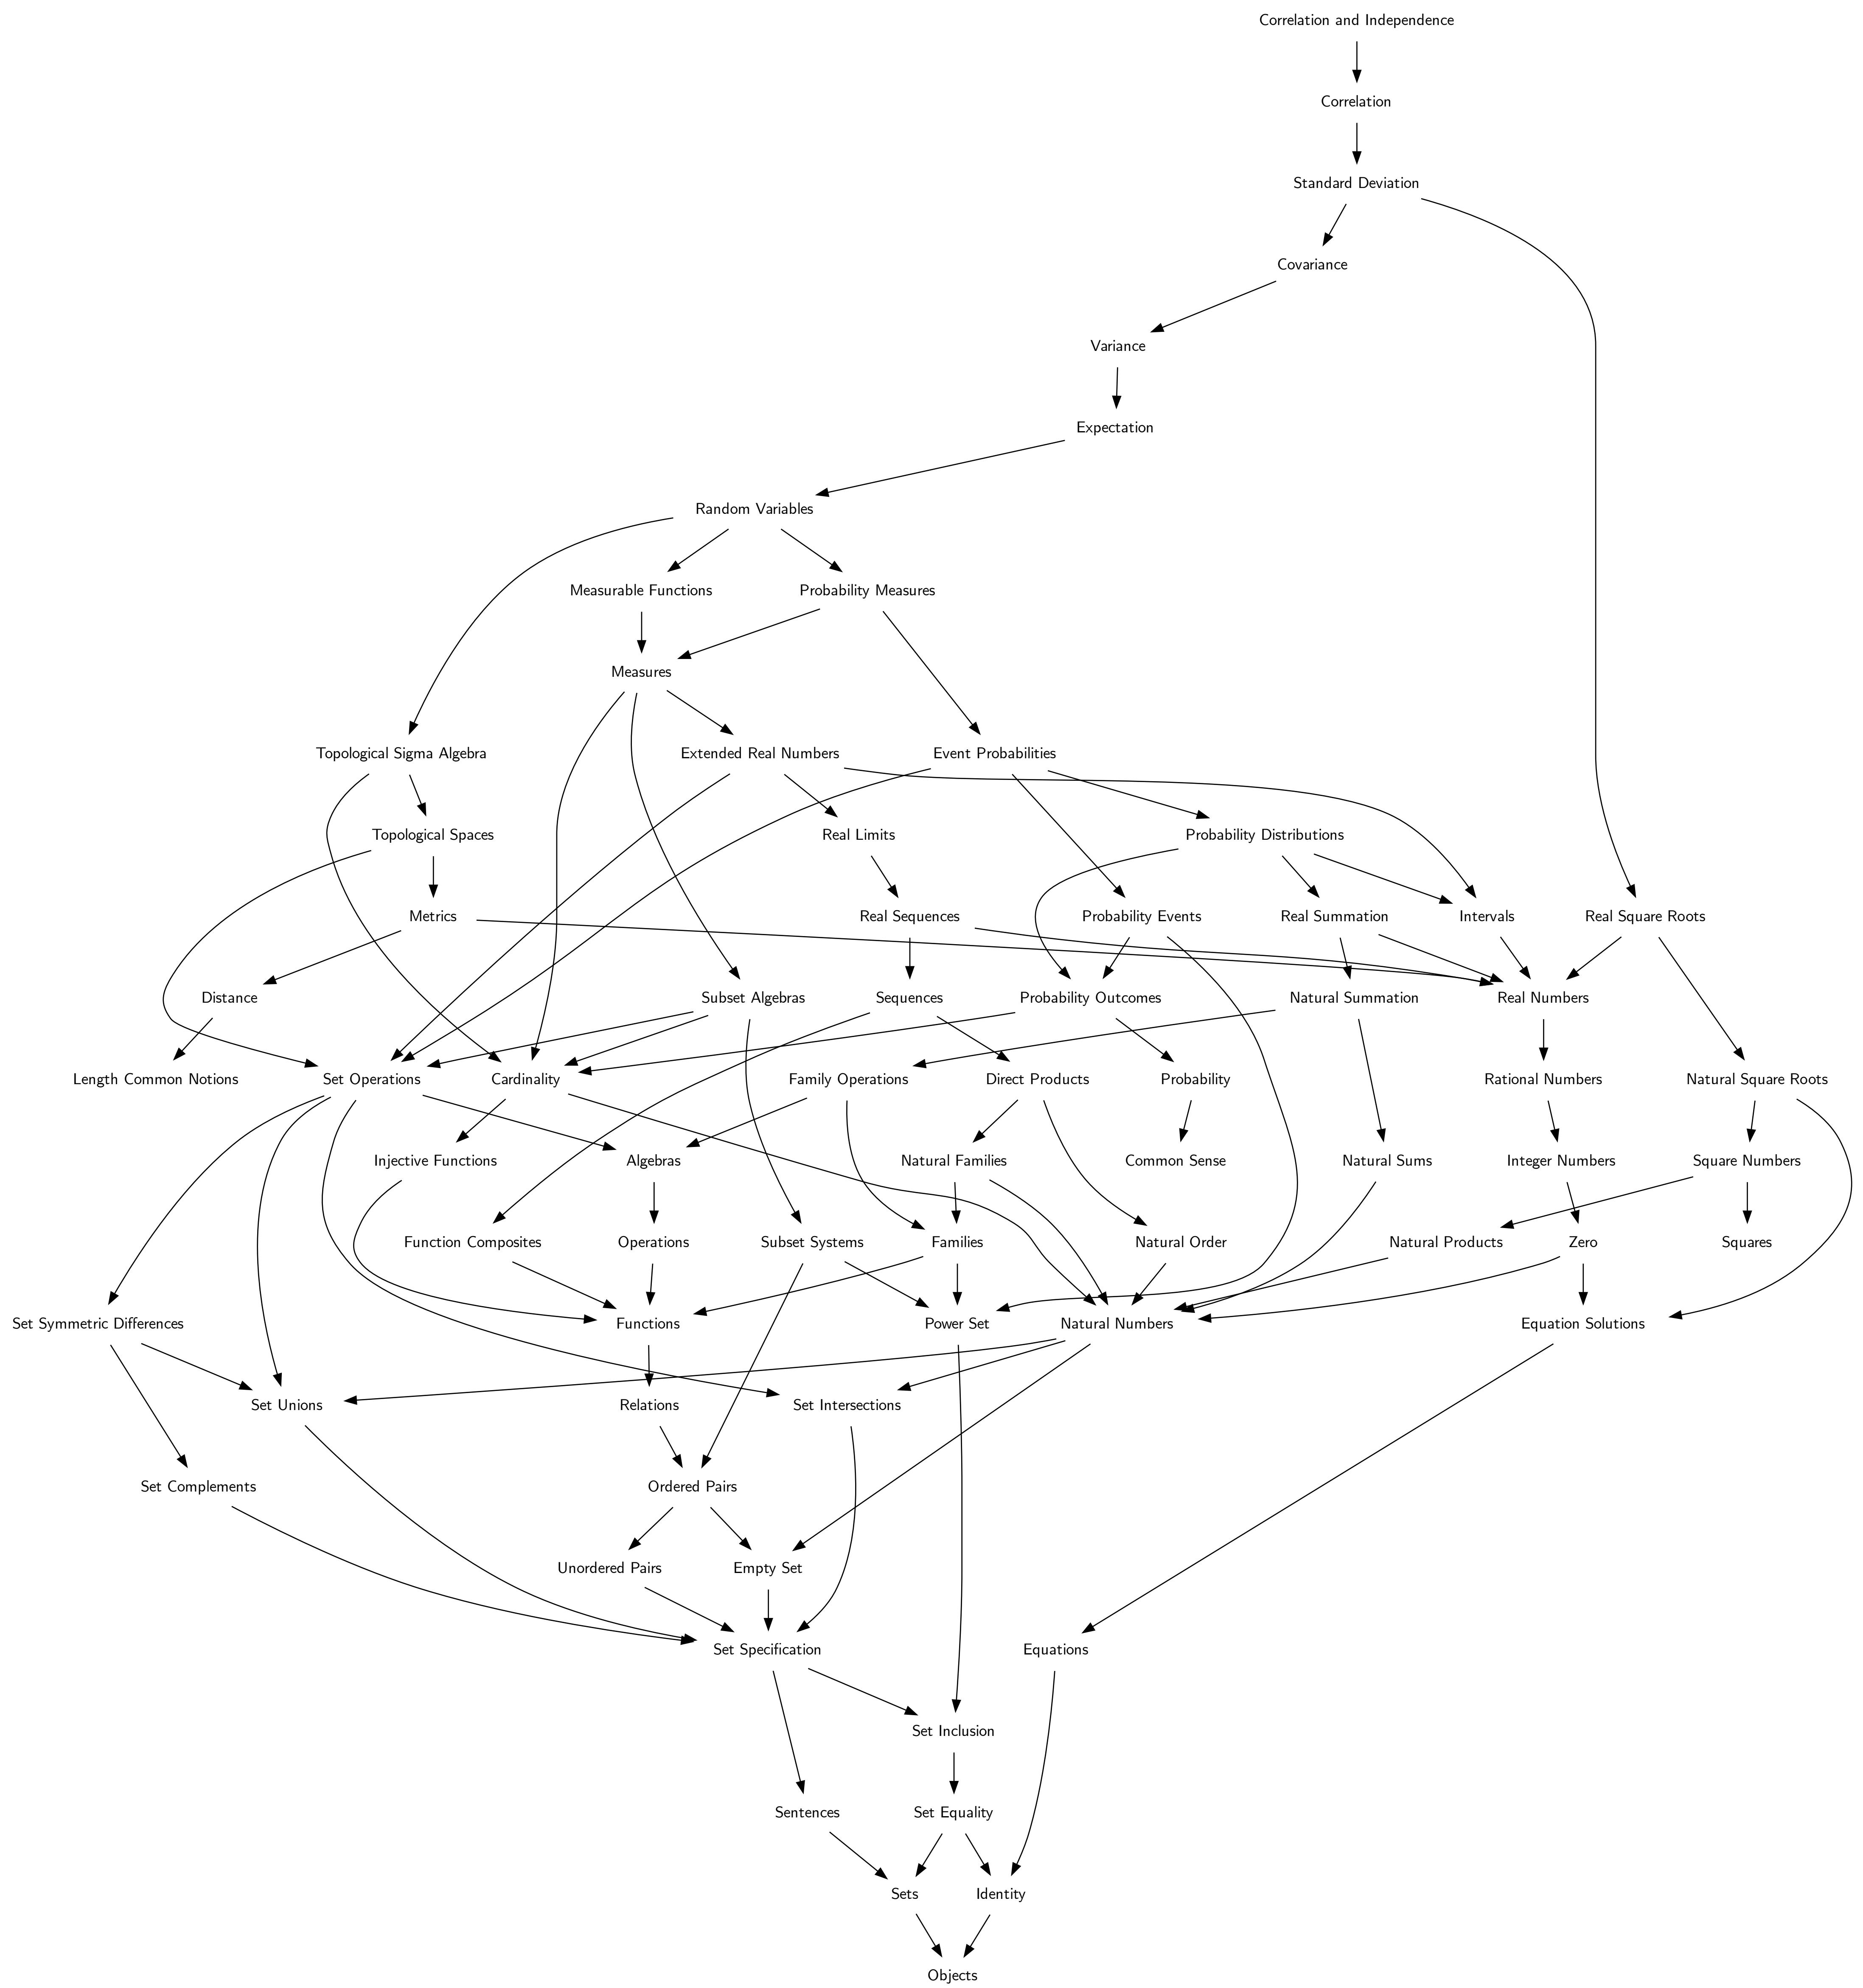 Correlation and Independence
Correlation
Standard Deviation
Covariance
Variance
Expectation
Random Variables
Measurable Functions
Probability Measures
Measures
Topological Sigma Algebra
Extended Real Numbers
Event Probabilities
Topological Spaces
Real Limits
Probability Distributions
Metrics
Real Sequences
Probability Events
Real Summation
Intervals
Real Square Roots
Distance
Subset Algebras
Sequences
Probability Outcomes
Natural Summation
Real Numbers
Length Common Notions
Set Operations
Cardinality
Family Operations
Direct Products
Probability
Rational Numbers
Natural Square Roots
Injective Functions
Algebras
Natural Families
Common Sense
Natural Sums
Integer Numbers
Square Numbers
Function Composites
Operations
Subset Systems
Families
Natural Order
Natural Products
Zero
Squares
Set Symmetric Differences
Functions
Power Set
Natural Numbers
Equation Solutions
Set Unions
Relations
Set Intersections
Set Complements
Ordered Pairs
Unordered Pairs
Empty Set
Set Specification
Equations
Set Inclusion
Sentences
Set Equality
Sets
Identity
Objects